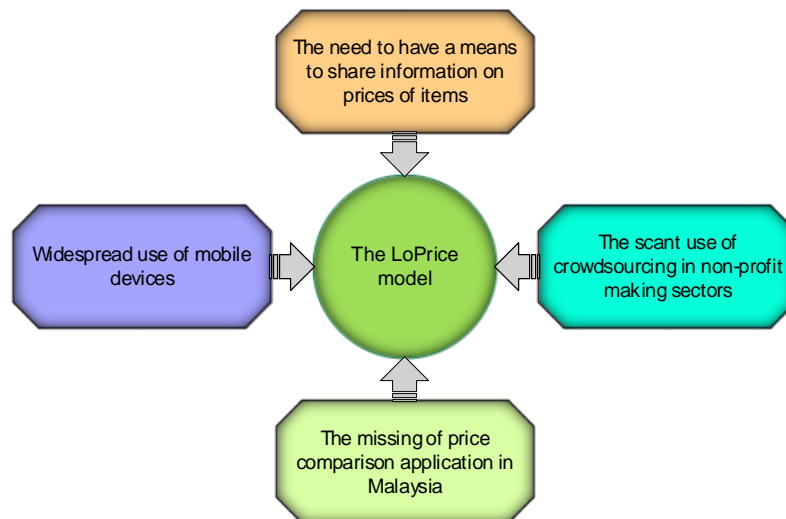 The need to have a means
to share information on
prices of items
Widespread use of mobile
devices
The LoPrice
model
The scant use of
crowdsourcing in non-profit
making sectors
The missing of price
comparison application in
Malaysia